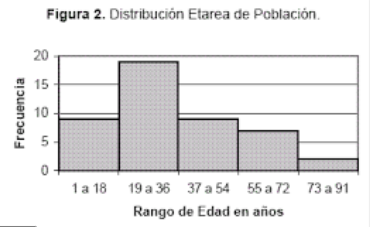 Figura 2. Distribución Etarea de Población.
20
15
10
5
0
Frecuencia
1 a 18 19 a 36 37 a 54 55 a 72 73 a 91
Rango de Edad en años